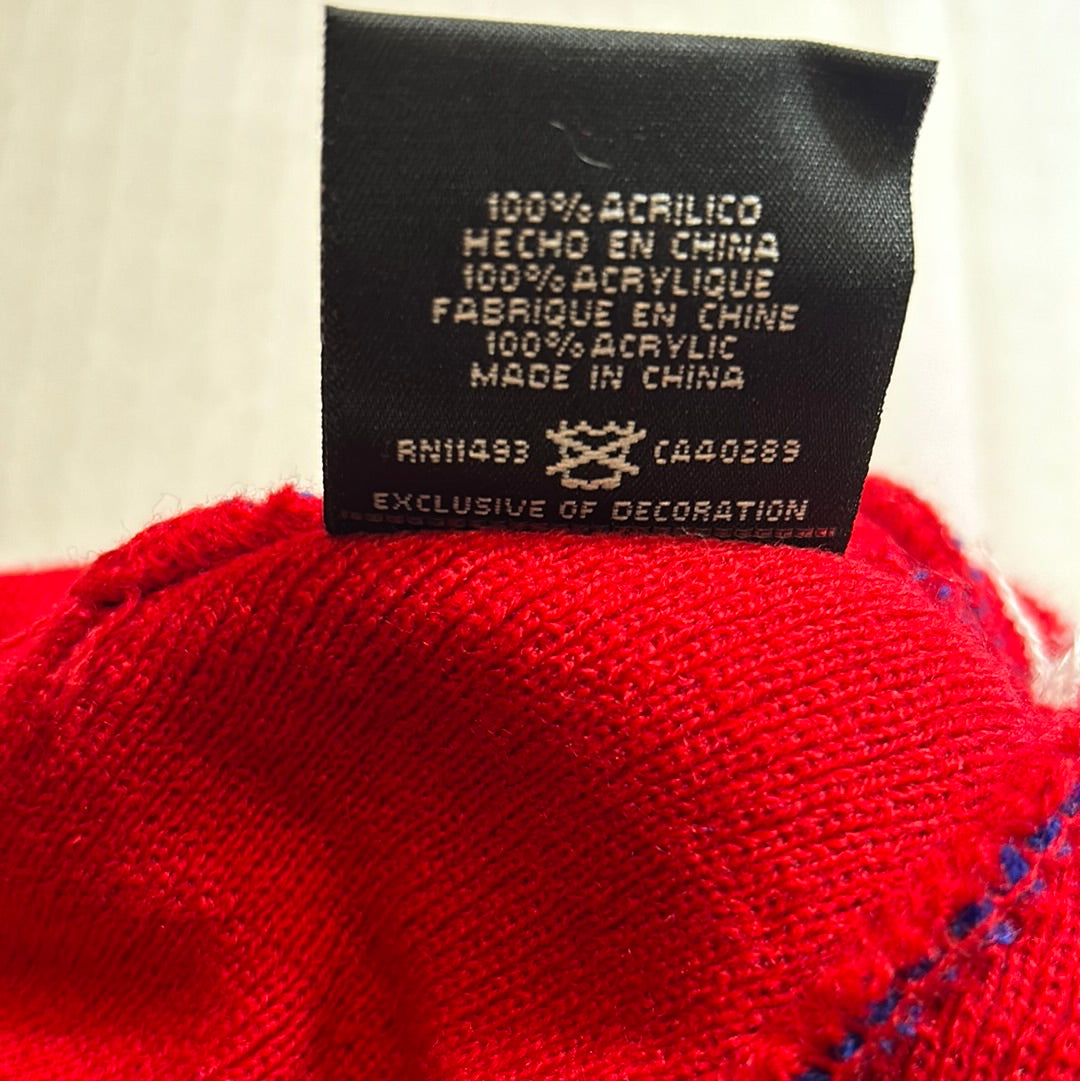 100% ACRILICO
HECHO EN CHINA
100% ACRYLIQUE
FABRIQUE EN CHINE
100% ACRYLIC
MADE IN CHINA
RN11493 CA40289
EXCLUSIVE OF DECORATION